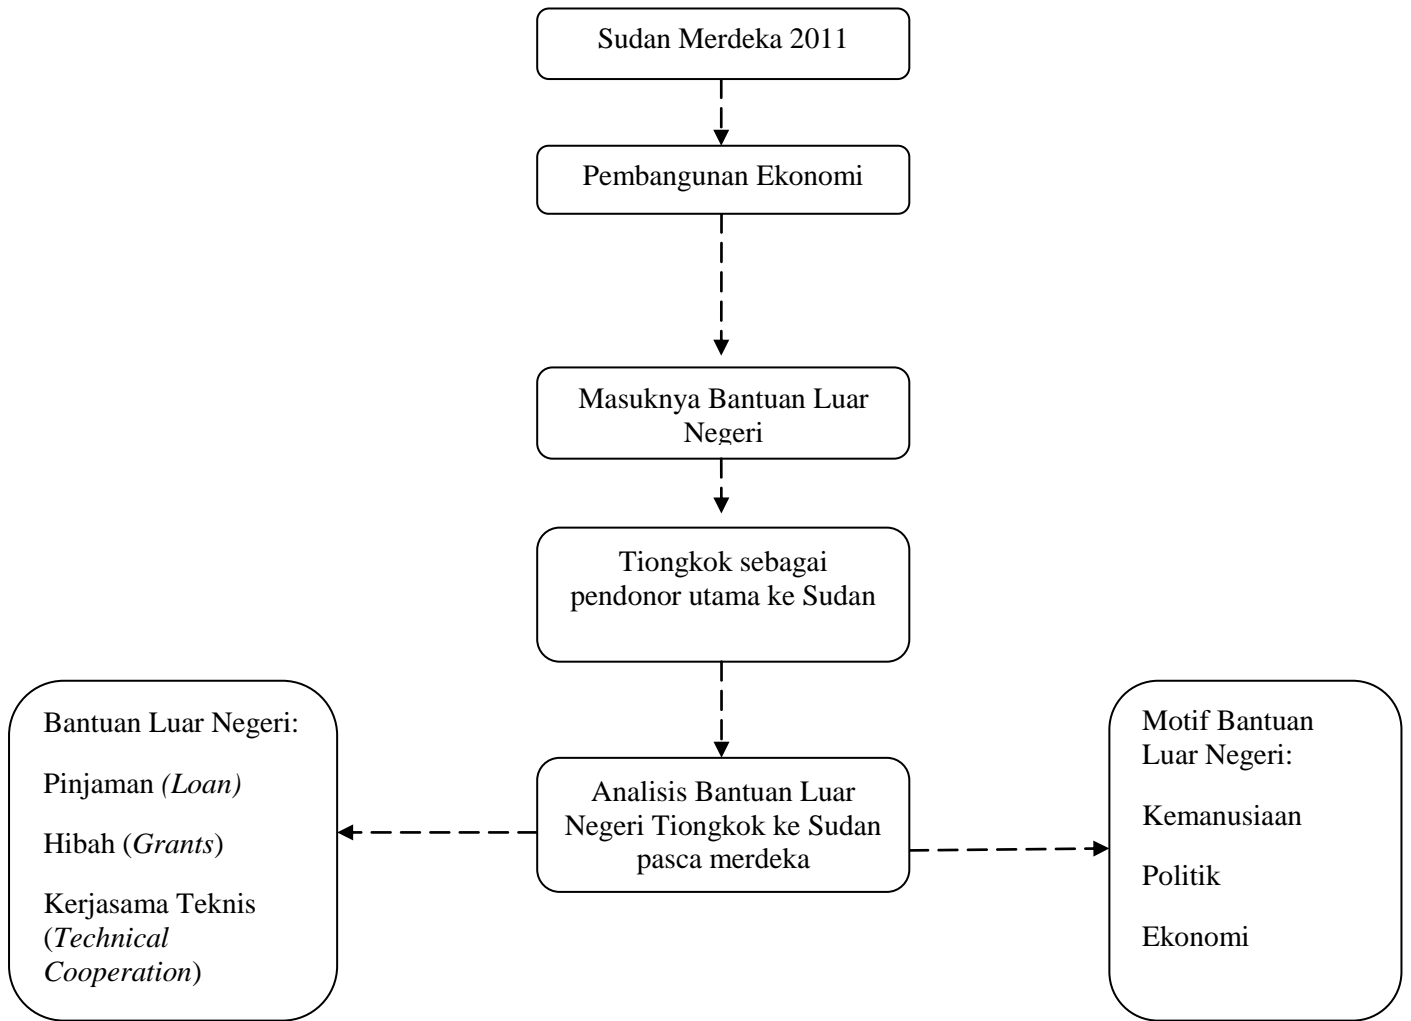 Sudan Merdeka 2011
Pembangunan Ekonomi
Masuknya Bantuan Luar
Negeri
Tiongkok sebagai
pendonor utama ke Sudan
Analisis Bantuan Luar
Negeri Tiongkok ke Sudan
pasca merdeka
Bantuan Luar Negeri:
Pinjaman (Loan)
Hibah (Grants)
Kerjasama Teknis
(Technical
Cooperation)
Motif Bantuan
Luar Negeri:
Kemanusiaan
Politik
Ekonomi